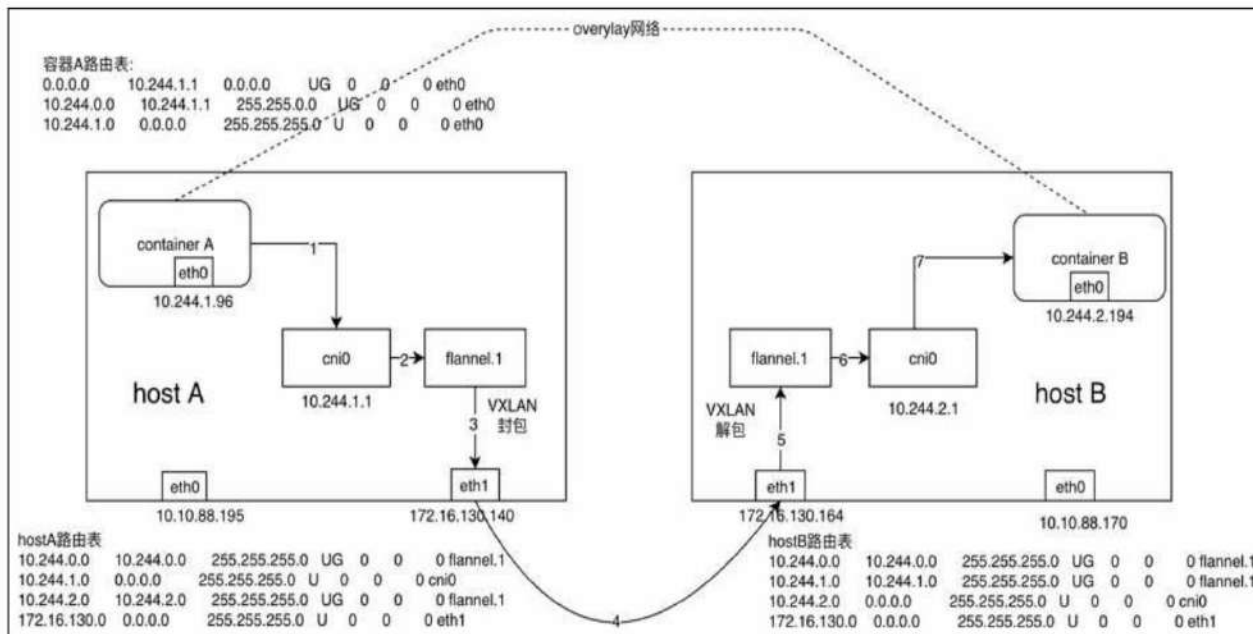 overylay网络
容器A路由表:
0.0.0.0 10.244.1.1 0.0.0.0 UG 0 0 0 eth0
10.244.0.0 10.244.1.1 255.255.0.0 UG 0 0 0 eth0
10.244.1.0 0.0.0.0 255.255.255.0 U 0 0 0 eth0
container A
eth0
10.244.1.96
1
cni0
10.244.1.1
2
flannel.1
host A
VXLAN
封包
3
eth0
10.10.88.195
eth1
172.16.130.140
container B
eth0
10.244.2.194
7
flannel.1
6
cni0
10.244.2.1
host B
VXLAN
解包
5
eth1
172.16.130.164
eth0
10.10.88.170
4
hostA路由表
10.244.0.0 10.244.0.0 255.255.255.0 UG 0 0 0 flannel.1
10.244.1.0 0.0.0.0 255.255.255.0 U 0 0 0 cni0
10.244.2.0 10.244.2.0 255.255.255.0 UG 0 0 0 flannel.1
172.16.130.0 0.0.0.0 255.255.255.0 U 0 0 0 eth1
hostB路由表
10.244.0.0 10.244.0.0 255.255.255.0 UG 0 0 0 flannel.1
10.244.1.0 10.244.1.0 255.255.255.0 UG 0 0 0 flannel.1
10.244.2.0 0.0.0.0 255.255.255.0 U 0 0 0 cni0
172.16.130.0 0.0.0.0 255.255.255.0 U 0 0 0 eth1